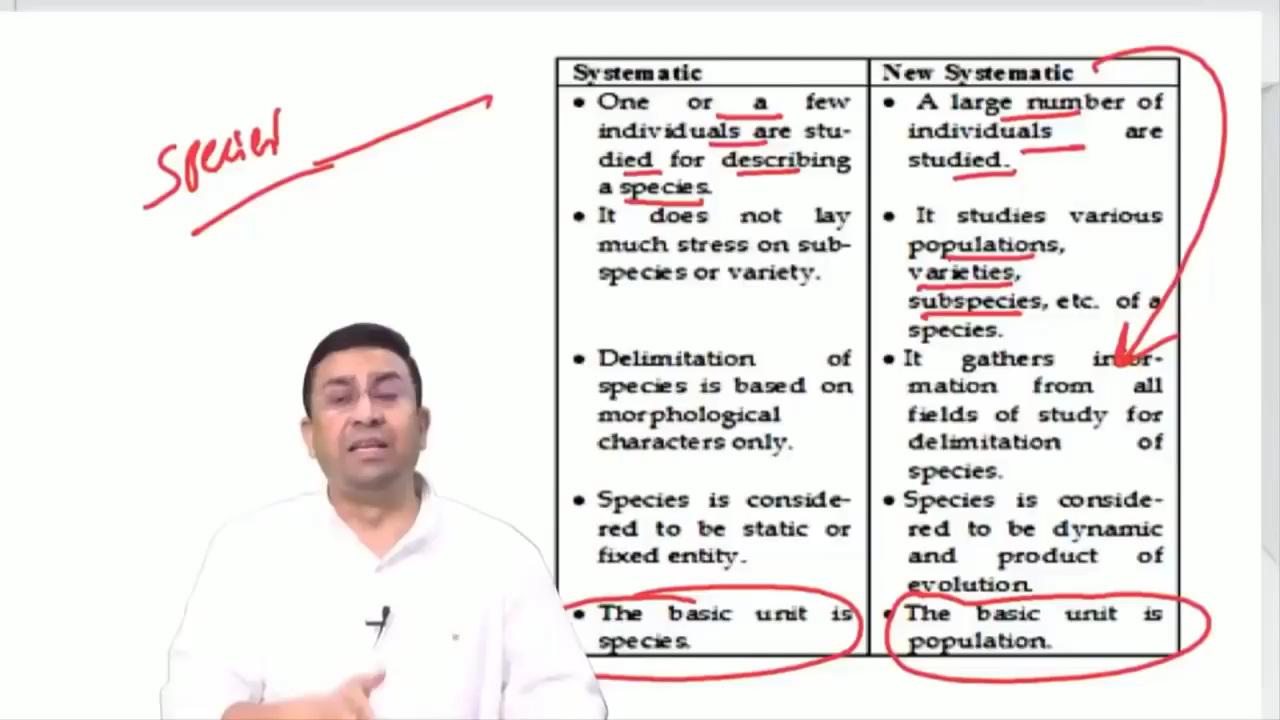 Species
Systematic
• One or a few
individuals are stu-
died for describing
a species.
• It does not lay
much stress on sub-
species or variety.
• Delimitation of
species is based on
morphological
characters only.
• Species is conside-
red to be static or
fixed entity.
• The basic unit is
species.
New Systematic
• A large number of
individuals are
studied.
• It studies various
populations,
varieties,
subspecies, etc. of a
species.
• It gathers infor-
mation from all
fields of study for
delimitation of
species.
• Species is conside-
red to be dynamic
and product of
evolution.
• The basic unit is
population.